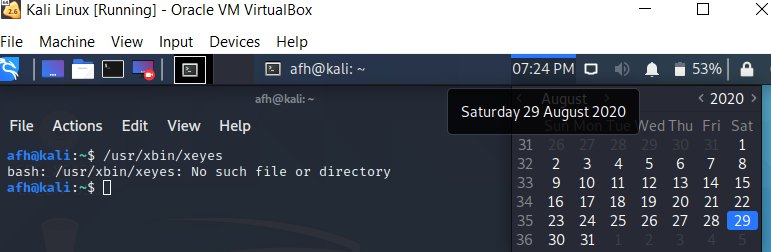 Kali Linux [Running] - Oracle VM VirtualBox
File Machine View Input Devices Help
afh@kali: ~ 07:24 PM 53%
afh@kali: ~
August 2020
Saturday 29 August 2020
File Actions Edit View Help
Sun Mon Tue Wed Thu Fri Sat
31 26 27 28 29 30 31 1
32 2 3 4 5 6 7 8
33 9 10 11 12 13 14 15
34 16 17 18 19 20 21 22
35 23 24 25 26 27 28 29
36 30 31 1 2 3 4 5
afh@kali:~$ /usr/xbin/xeyes
bash: /usr/xbin/xeyes: No such file or directory
afh@kali:~$